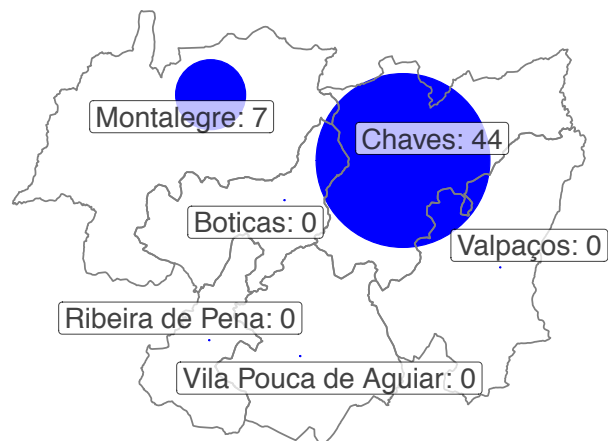 Montalegre: 7
Chaves: 44
Boticas: 0
Valpaços: 0
Ribeira de Pena: 0
Vila Pouca de Aguiar: 0